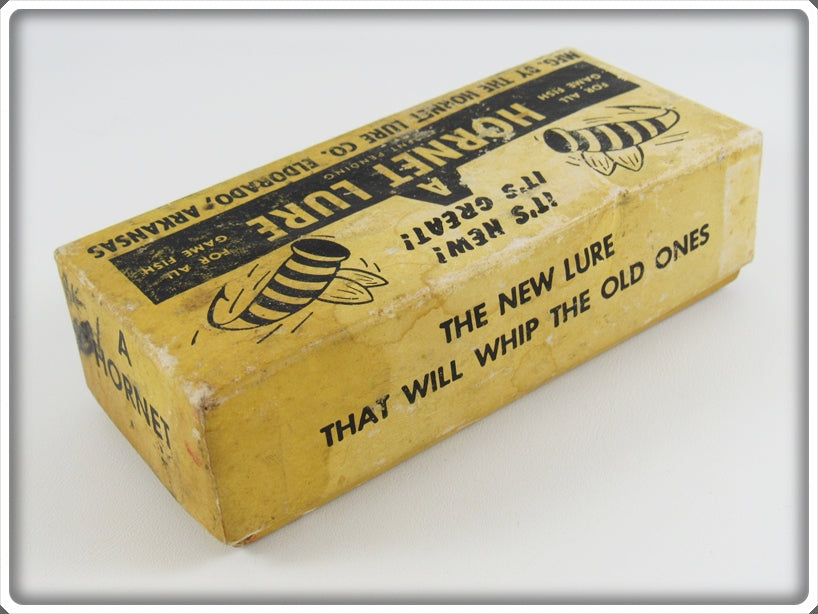 MFG. BY THE HORNET LURE CO. ELDORADO, ARKANSAS
FOR ALL
GAME FISH
A
HORNET LURE
PATENT PENDING
FOR ALL
GAME FISH
IT'S NEW!
IT'S GREAT!
THE NEW LURE
THAT WILL WHIP THE OLD ONES
A
HORNET